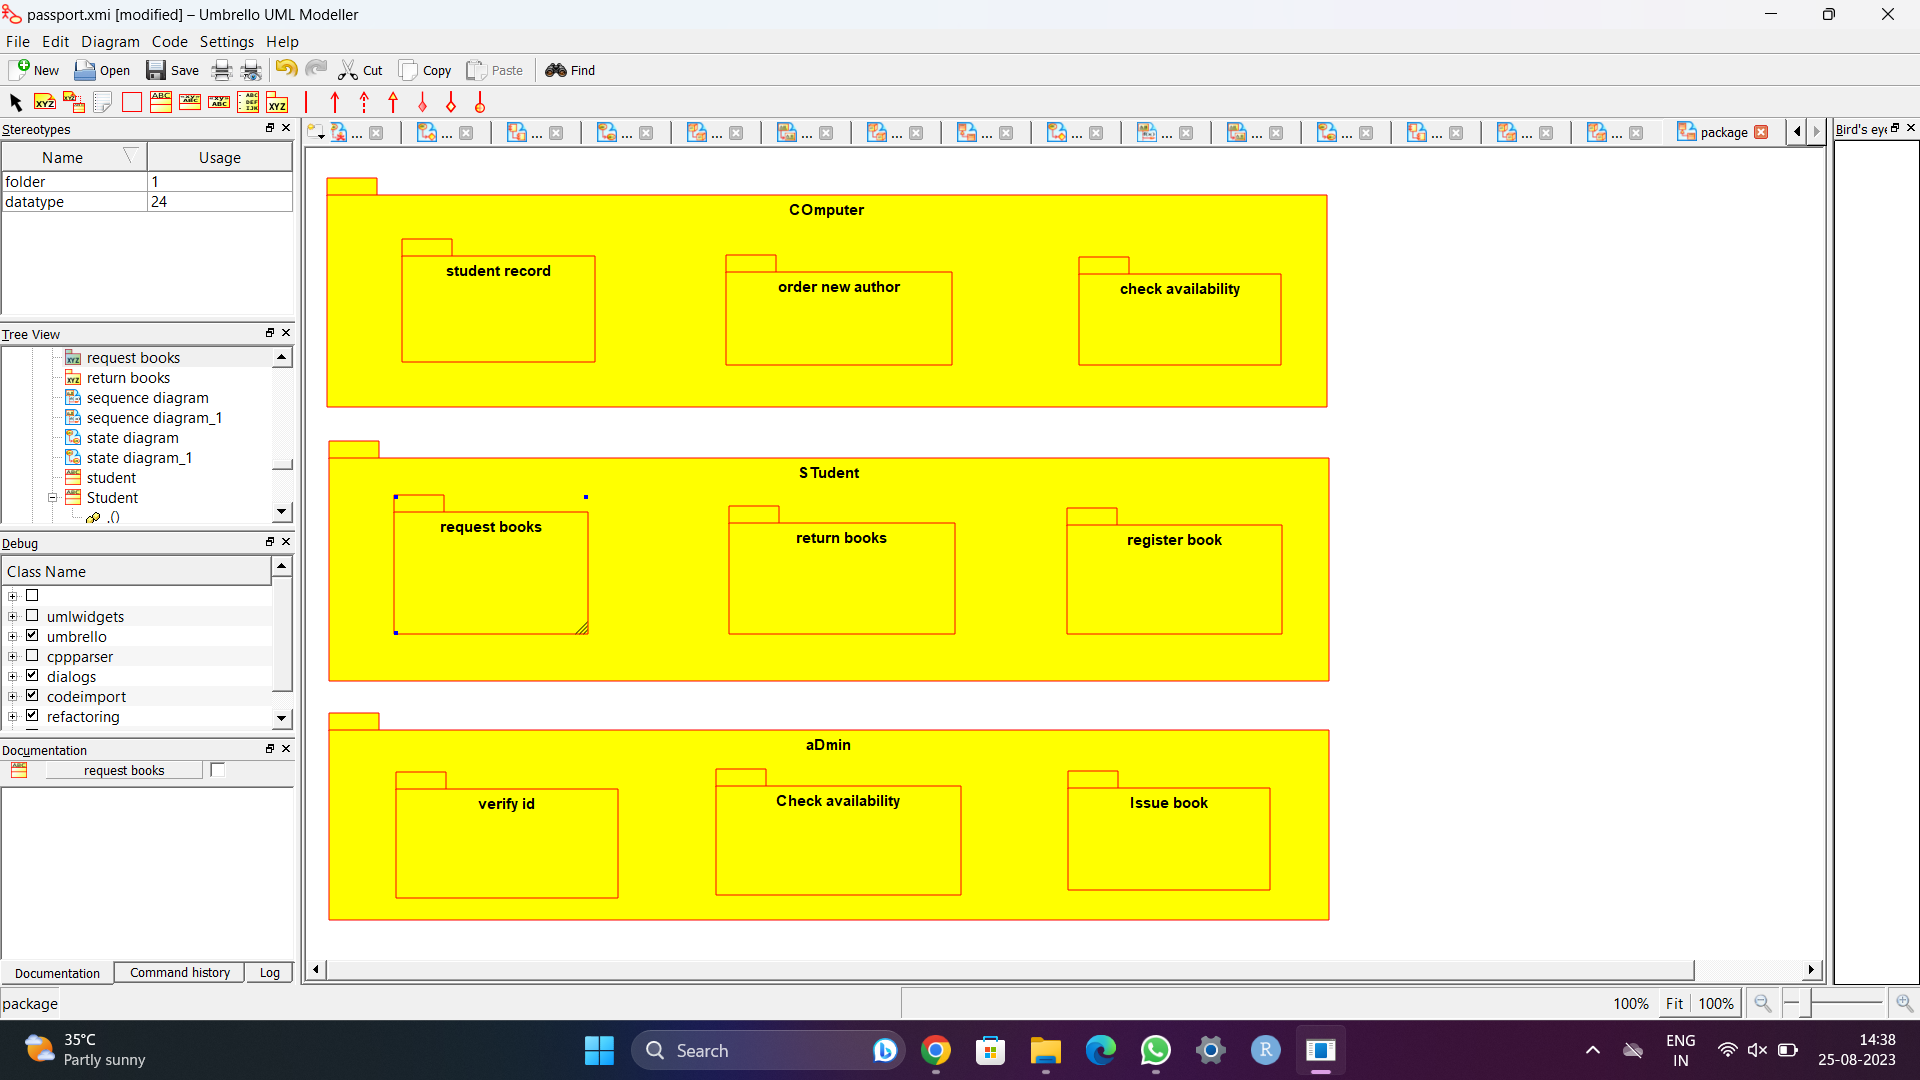 passport.xmi [modified] – Umbrello UML Modeller
File Edit Diagram Code Settings Help
New Open Save Cut Copy Paste Find
Stereotypes
Name Usage
folder 1
datatype 24
Tree View
request books
return books
sequence diagram
sequence diagram_1
state diagram
state diagram_1
student
Student
.()
Debug
Class Name
umlwidgets
umbrello
cppparser
dialogs
codeimport
refactoring
Documentation
request books
Documentation Command history Log
package
... ... ... ... ... ... ... ... ... ... ... ... ... ... ... package
Bird's eye
COmputer
student record
order new author
check availability
STudent
request books
return books
register book
aDmin
verify id
Check availability
Issue book
100% Fit 100%
35°C
Partly sunny
Search
R
ENG
IN
14:38
25-08-2023